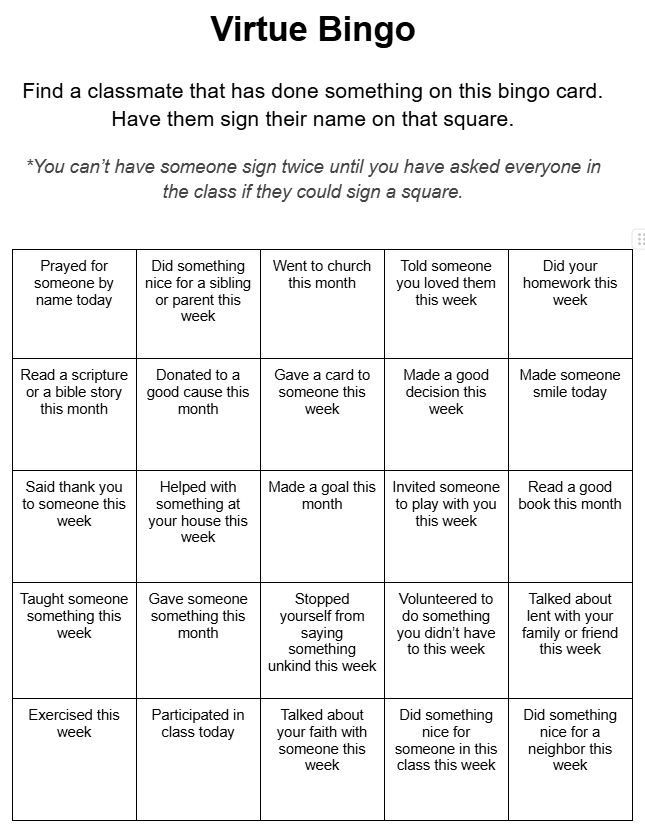 Virtue Bingo
Find a classmate that has done something on this bingo card.
Have them sign their name on that square.
*You can’t have someone sign twice until you have asked everyone in
the class if they could sign a square.
Prayed for
someone by
name today
Did something
nice for a sibling
or parent this
week
Went to church
this month
Told someone
you loved them
this week
Did your
homework this
week
Read a scripture
or a bible story
this month
Donated to a
good cause this
month
Gave a card to
someone this
week
Made a good
decision this
week
Made someone
smile today
Said thank you
to someone this
week
Helped with
something at
your house this
week
Made a goal this
month
Invited someone
to play with you
this week
Read a good
book this month
Taught someone
something this
week
Gave someone
something this
month
Stopped
yourself from
saying
something
unkind this week
Volunteered to
do something
you didn’t have
to this week
Talked about
lent with your
family or friend
this week
Exercised this
week
Participated in
class today
Talked about
your faith with
someone this
week
Did something
nice for
someone in this
class this week
Did something
nice for a
neighbor this
week